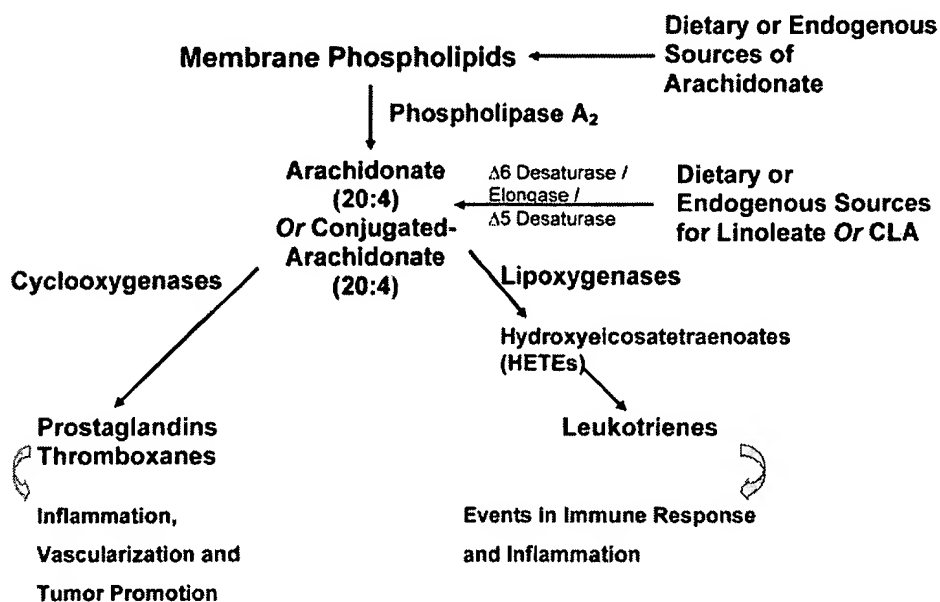 Dietary or Endogenous
Sources of
Arachidonate
Membrane Phospholipids
Phospholipase A₂
Arachidonate
(20:4)
Or Conjugated-
Arachidonate
(20:4)
Δ6 Desaturase /
Elongase /
Δ5 Desaturase
Dietary or
Endogenous Sources
for Linoleate Or CLA
Cyclooxygenases
Lipoxygenases
Hydroxyeicosatetraenoates
(HETEs)
Prostaglandins
Thromboxanes
Leukotrienes
Inflammation,
Vascularization and
Tumor Promotion
Events in Immune Response
and Inflammation